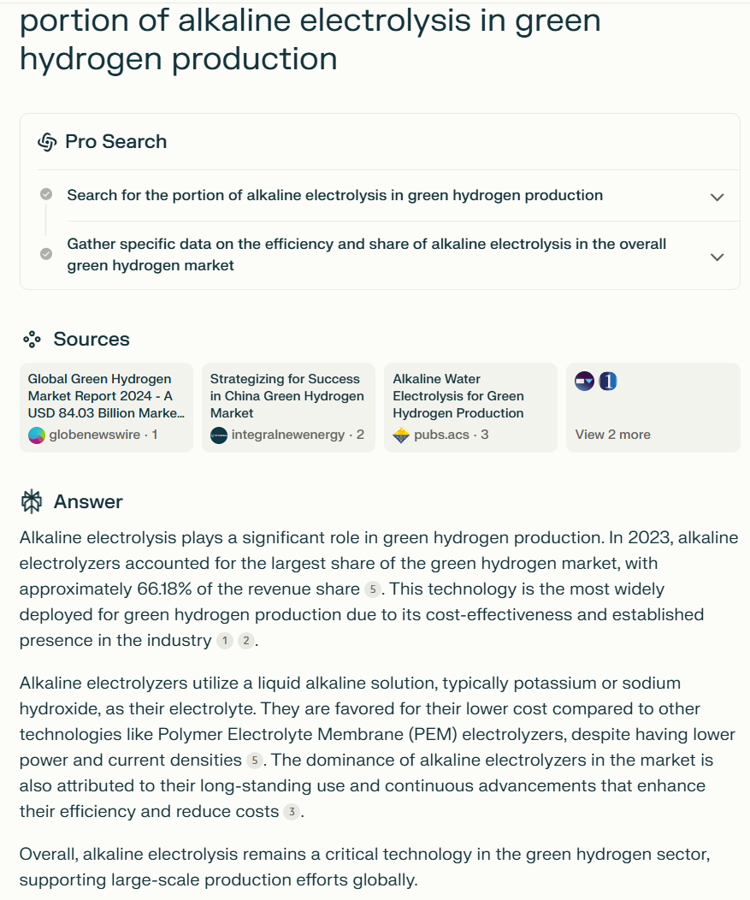 portion of alkaline electrolysis in green
hydrogen production
Pro Search
Search for the portion of alkaline electrolysis in green hydrogen production
Gather specific data on the efficiency and share of alkaline electrolysis in the overall
green hydrogen market
Sources
Global Green Hydrogen
Market Report 2024 - A
USD 84.03 Billion Marke...
globenewswire · 1
Strategizing for Success
in China Green Hydrogen
Market
integralnewenergy · 2
Alkaline Water
Electrolysis for Green
Hydrogen Production
pubs.acs · 3
View 2 more
Answer
Alkaline electrolysis plays a significant role in green hydrogen production. In 2023, alkaline
electrolyzers accounted for the largest share of the green hydrogen market, with
approximately 66.18% of the revenue share 5. This technology is the most widely
deployed for green hydrogen production due to its cost-effectiveness and established
presence in the industry 1 2.
Alkaline electrolyzers utilize a liquid alkaline solution, typically potassium or sodium
hydroxide, as their electrolyte. They are favored for their lower cost compared to other
technologies like Polymer Electrolyte Membrane (PEM) electrolyzers, despite having lower
power and current densities 5. The dominance of alkaline electrolyzers in the market is
also attributed to their long-standing use and continuous advancements that enhance
their efficiency and reduce costs 3.
Overall, alkaline electrolysis remains a critical technology in the green hydrogen sector,
supporting large-scale production efforts globally.